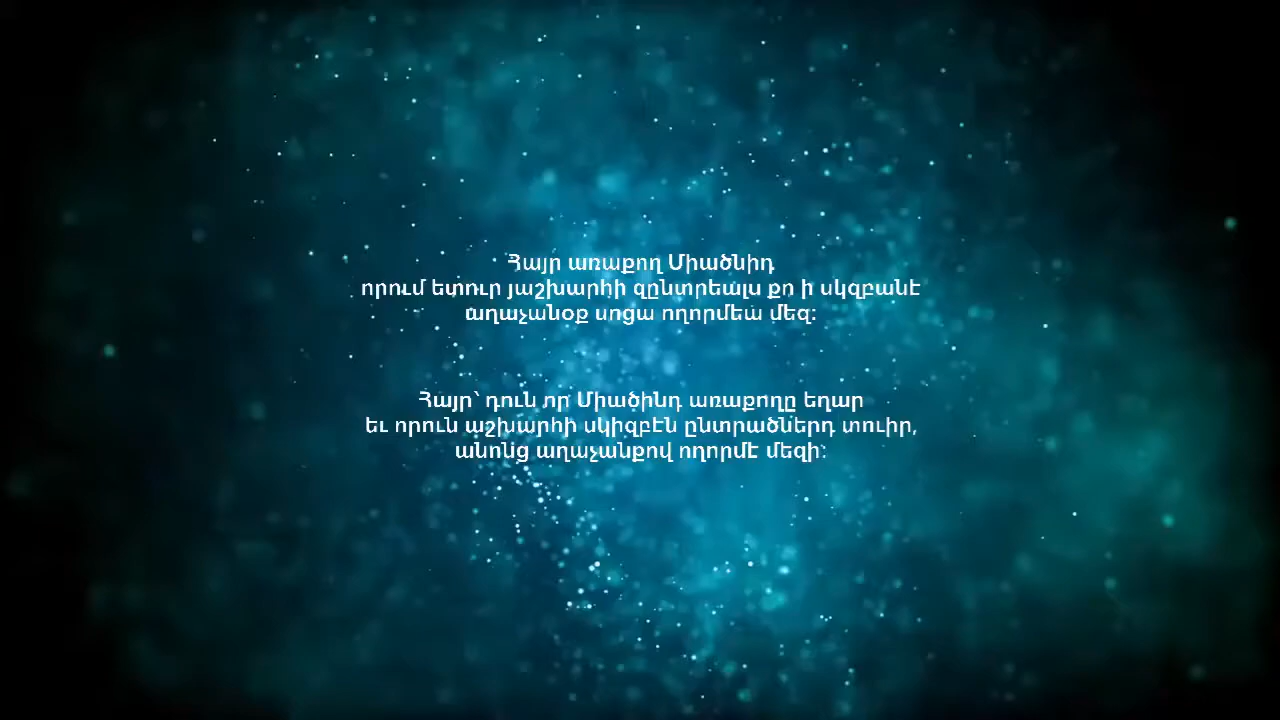 Հայր առաքող Միածնիդ
որում ետուր յաշխարհի զընտրեալս քո ի սկզբանէ
աղաչանօք սոցա ողորմեա մեզ:
Հայր՝ դուն որ Միածինդ առաքողը եղար
եւ որուն աշխարհի սկիզբէն ընտրածներդ տուիր,
անոնց աղաչանքով ողորմէ մեզի: